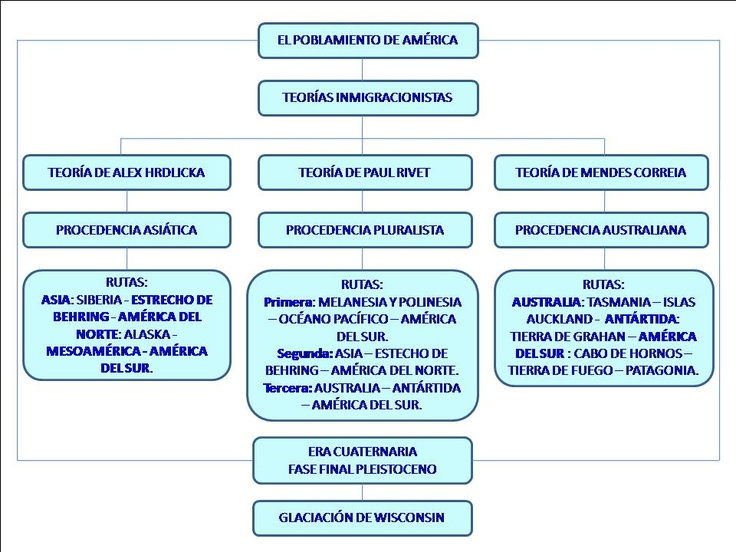 EL POBLAMIENTO DE AMÉRICA
TEORÍAS INMIGRACIONISTAS
TEORÍA DE ALEX HRDLICKA
TEORÍA DE PAUL RIVET
TEORÍA DE MENDES CORREIA
PROCEDENCIA ASIÁTICA
PROCEDENCIA PLURALISTA
PROCEDENCIA AUSTRALIANA
RUTAS:
ASIA: SIBERIA - ESTRECHO DE
BEHRING - AMÉRICA DEL
NORTE: ALASKA -
MESOAMÉRICA - AMÉRICA
DEL SUR.
RUTAS:
Primera: MELANESIA Y POLINESIA
– OCÉANO PACÍFICO – AMÉRICA
DEL SUR.
Segunda: ASIA – ESTECHO DE
BEHRING – AMÉRICA DEL NORTE.
Tercera: AUSTRALIA – ANTÁRTIDA
– AMÉRICA DEL SUR.
RUTAS:
AUSTRALIA: TASMANIA – ISLAS
AUCKLAND - ANTÁRTIDA:
TIERRA DE GRAHAN – AMÉRICA
DEL SUR : CABO DE HORNOS –
TIERRA DE FUEGO – PATAGONIA.
ERA CUATERNARIA
FASE FINAL PLEISTOCENO
GLACIACIÓN DE WISCONSIN